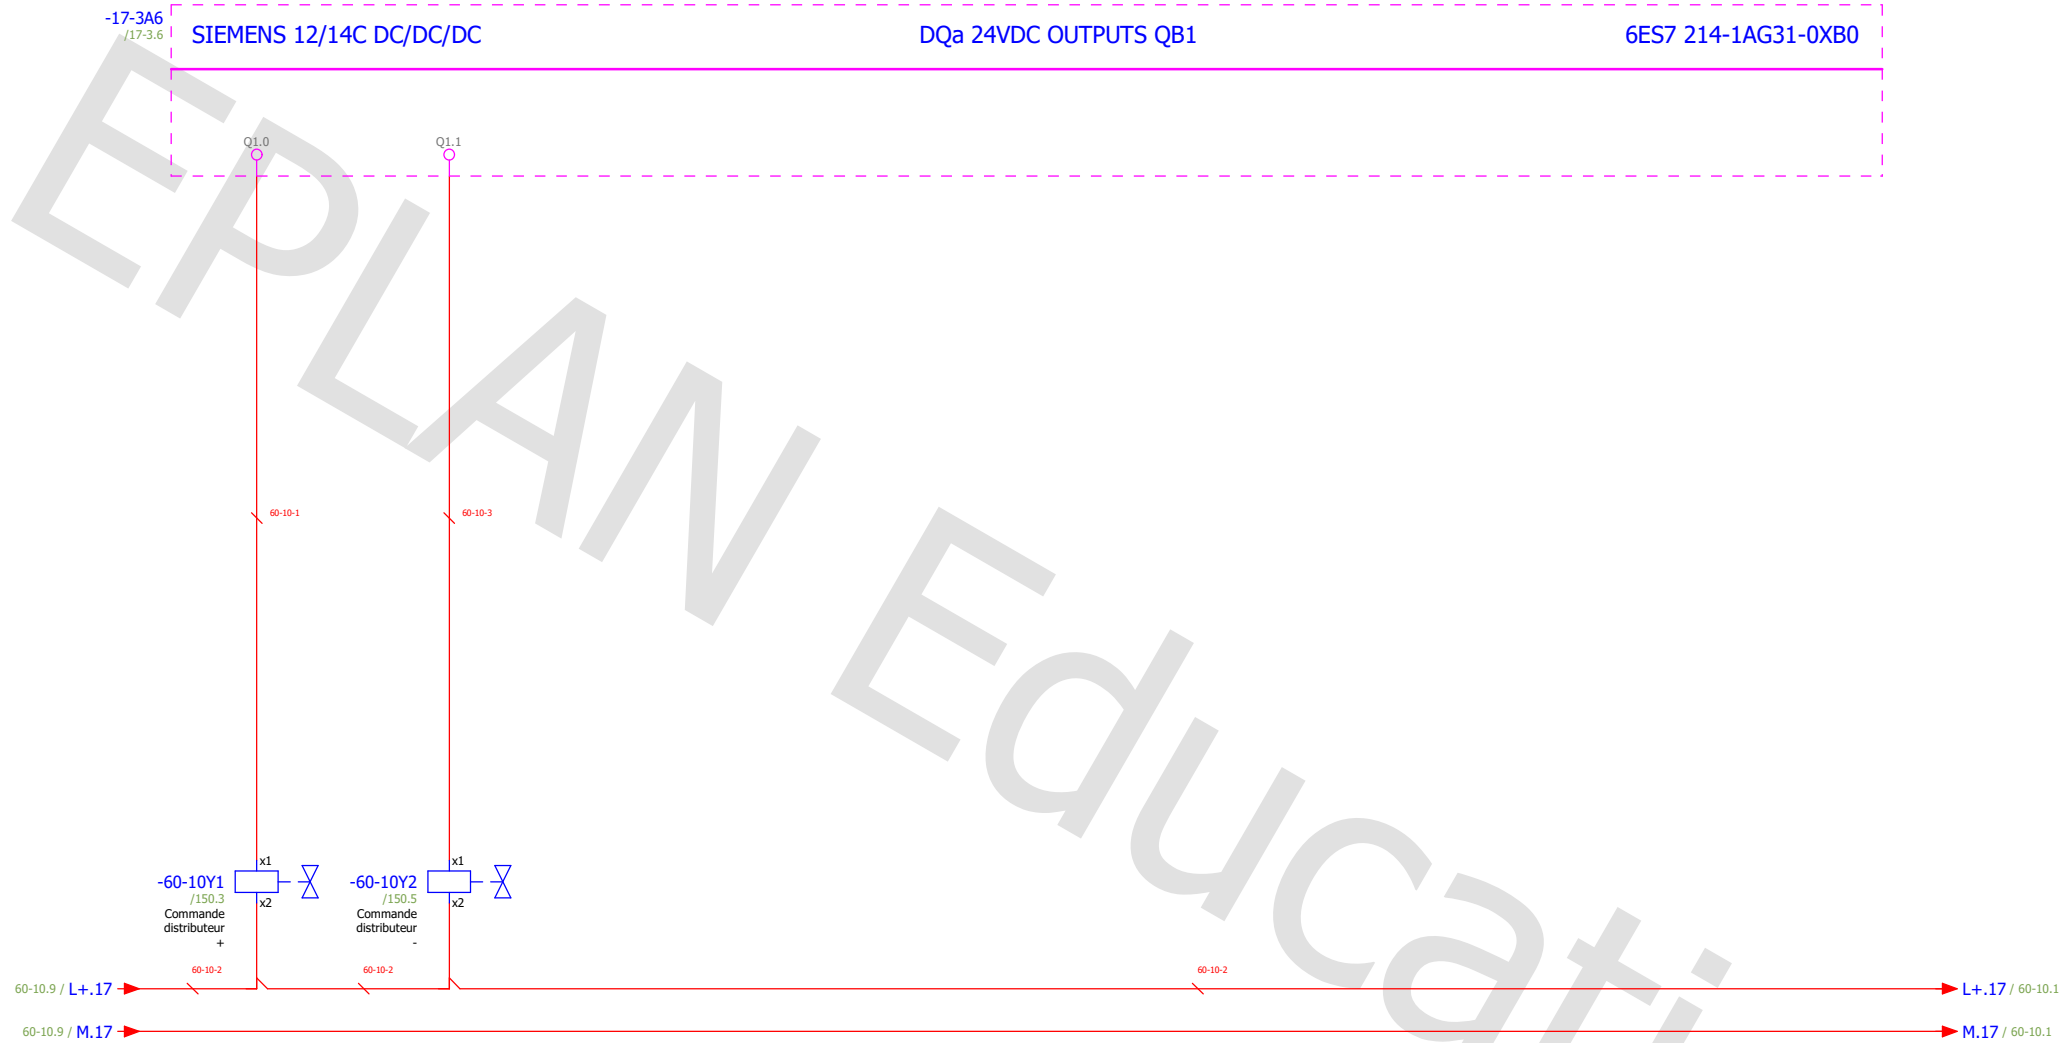 -17-3A6
/17-3.6
SIEMENS 12/14C DC/DC/DC
DQa 24VDC OUTPUTS QB1
6ES7 214-1AG31-0XB0
Q1.0
Q1.1
60-10-1
60-10-3
-60-10Y1
/150.3
Commande
distributeur
+
x1
x2
-60-10Y2
/150.5
Commande
distributeur
-
x1
x2
60-10-2
60-10-2
60-10-2
60-10.9 / L+.17
L+.17 / 60-10.1
60-10.9 / M.17
M.17 / 60-10.1
EPLAN Educati